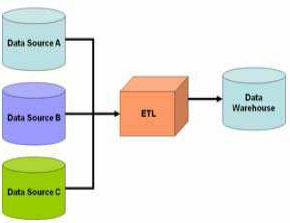 Data Source A
Data Source B
Data Source C
ETL
Data
Warehouse